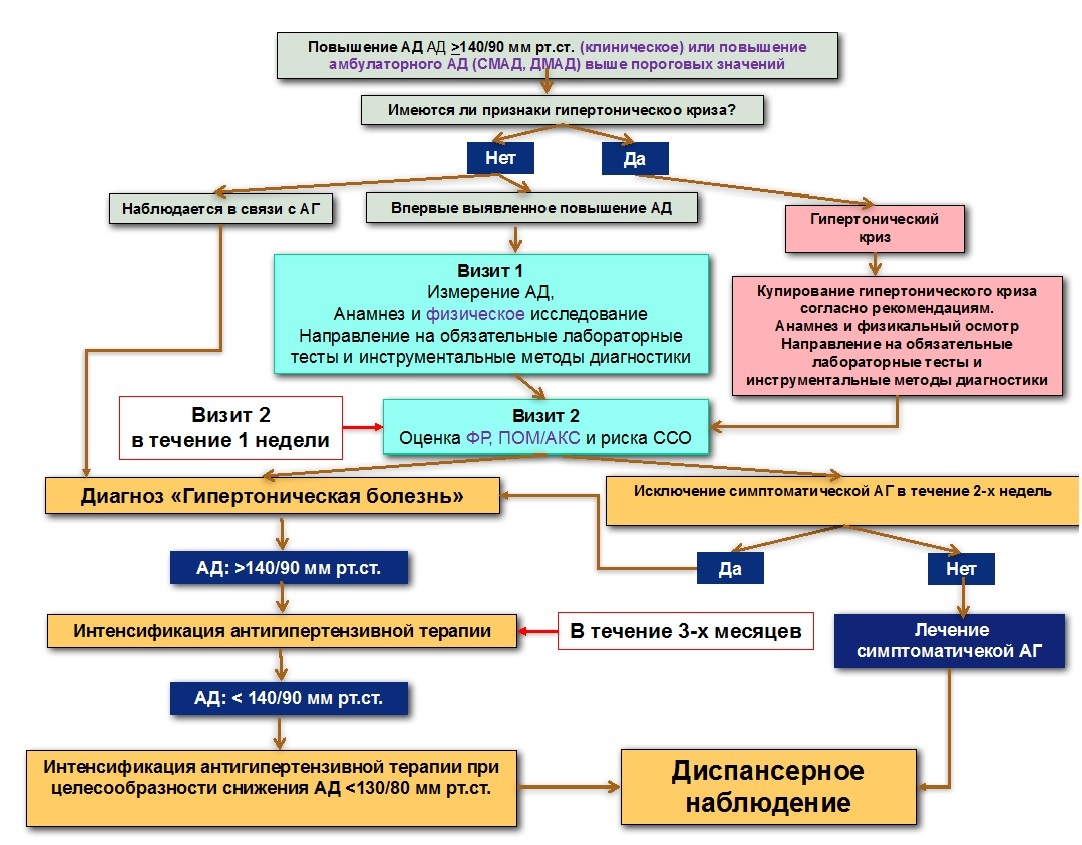 Повышение АД АД >140/90 мм рт.ст. (клиническое) или повышение
амбулаторного АД (СМАД, ДМАД) выше пороговых значений
Имеются ли признаки гипертоническоо криза?
Нет
Да
Наблюдается в связи с АГ
Впервые выявленное повышение АД
Гипертонический
криз
Визит 1
Измерение АД,
Анамнез и физическое исследование
Направление на обязательные лабораторные
тесты и инструментальные методы диагностики
Купирование гипертонического криза
согласно рекомендациям.
Анамнез и физикальный осмотр
Направление на обязательные
лабораторные тесты и
инструментальные методы диагностики
Визит 2
в течение 1 недели
Визит 2
Оценка ФР, ПОМ/АКС и риска ССО
Диагноз «Гипертоническая болезнь»
Исключение симптоматической АГ в течение 2-х недель
АД: >140/90 мм рт.ст.
Да
Нет
Интенсификация антигипертензивной терапии
В течение 3-х месяцев
Лечение
симптоматичекой АГ
АД: < 140/90 мм рт.ст.
Интенсификация антигипертензивной терапии при
целесообразности снижения АД <130/80 мм рт.ст.
Диспансерное
наблюдение